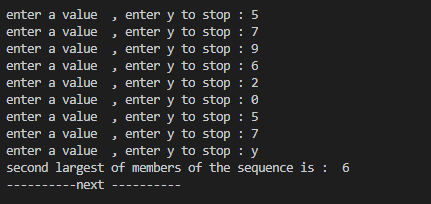 enter a value  , enter y to stop : 5
enter a value  , enter y to stop : 7
enter a value  , enter y to stop : 9
enter a value  , enter y to stop : 6
enter a value  , enter y to stop : 2
enter a value  , enter y to stop : 0
enter a value  , enter y to stop : 5
enter a value  , enter y to stop : 7
enter a value  , enter y to stop : y
second largest of members of the sequence is :  6
----------next ----------